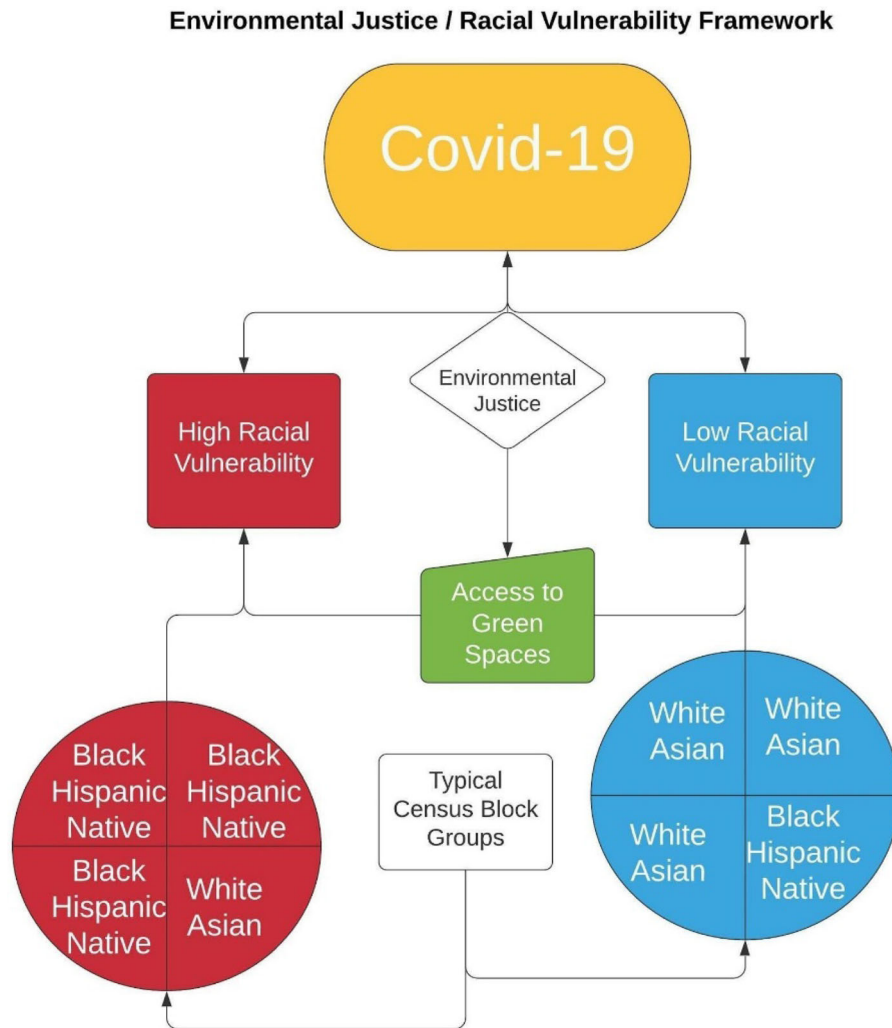 Environmental Justice / Racial Vulnerability Framework
Covid-19
Environmental
Justice
High Racial
Vulnerability
Low Racial
Vulnerability
Access to
Green
Spaces
Black
Hispanic
Native
Black
Hispanic
Native
Black
Hispanic
Native
White
Asian
Typical
Census Block
Groups
White
Asian
White
Asian
White
Asian
Black
Hispanic
Native